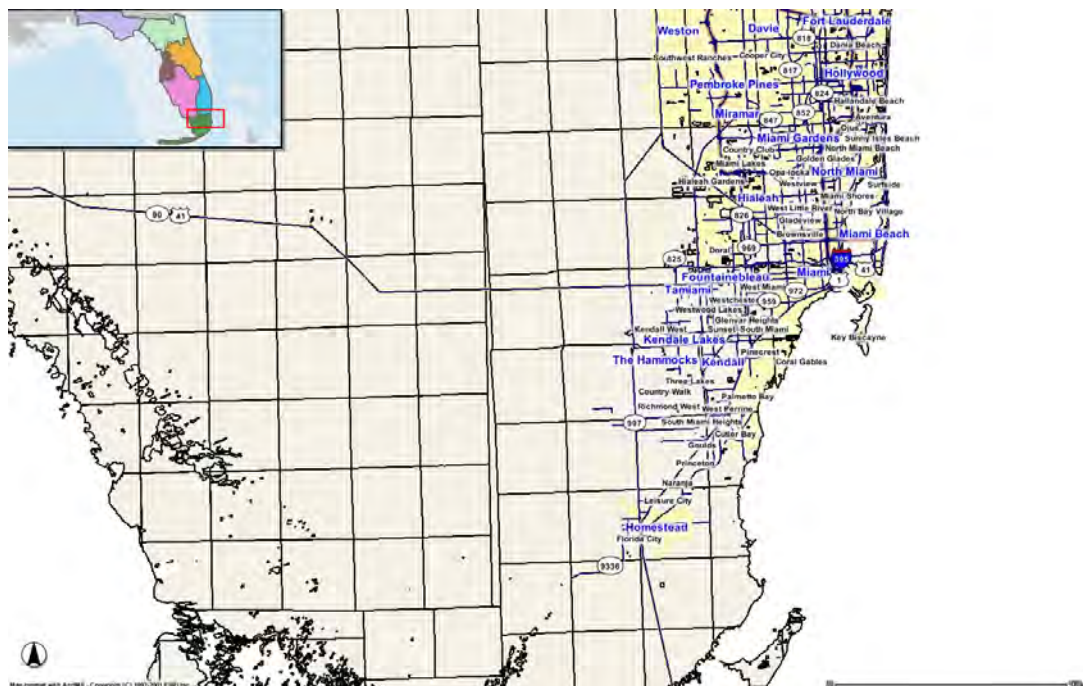 Fort Lauderdale
Weston
Davie
818
Dania Beach
Southwest Ranches
Cooper City
817
Hollywood
Pembroke Pines
824
Hallandale Beach
Miramar
847
852
Aventura
Ojus
Miami Gardens
Sunny Isles Beach
Country Club
North Miami Beach
Golden Glades
Miami Lakes
Opa-locka
North Miami
Hialeah Gardens
Westview
Surfside
Hialeah
Miami Shores
90
41
826
West Little River
North Bay Village
Gladeview
Brownsville
Miami Beach
Doral
969
825
Fountainebleau
Miami
41
1
Tamiami
West Miami
972
Westchester
959
Westwood Lakes
Glenvar Heights
Kendall West
Sunset
South Miami
Key Biscayne
Kendale Lakes
Pinecrest
The Hammocks
Kendall
Coral Gables
Three Lakes
Country Walk
Palmetto Bay
Richmond West
West Perrine
997
South Miami Heights
Cutler Bay
Goulds
Princeton
Naranja
Leisure City
Homestead
Florida City
9336